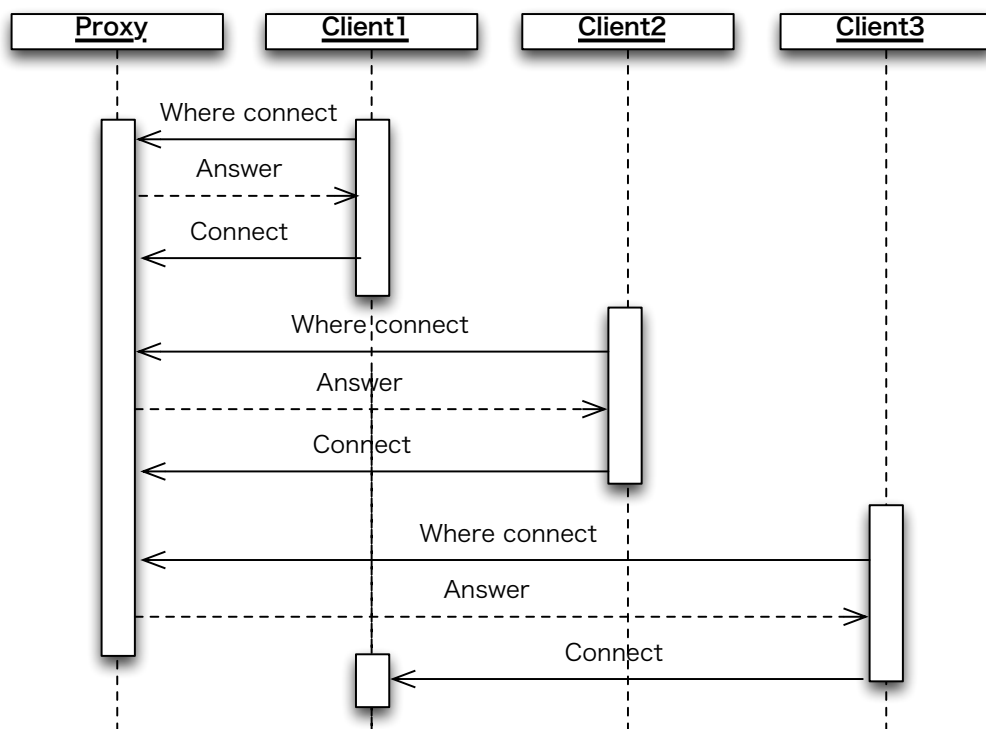 Proxy
Client1
Client2
Client3
Where connect
Answer
Connect
Where connect
Answer
Connect
Where connect
Answer
Connect